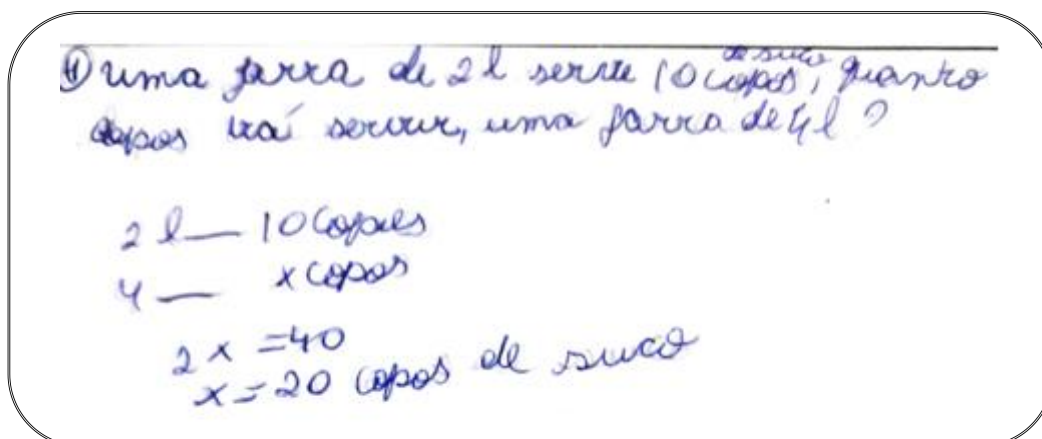 ① uma jarra de 2l serve 10 copos de suco, quanto
copos irá servir, uma jarra de 4l?
2l — 10 copos
4 — x copos
2x = 40
x = 20 copos de suco